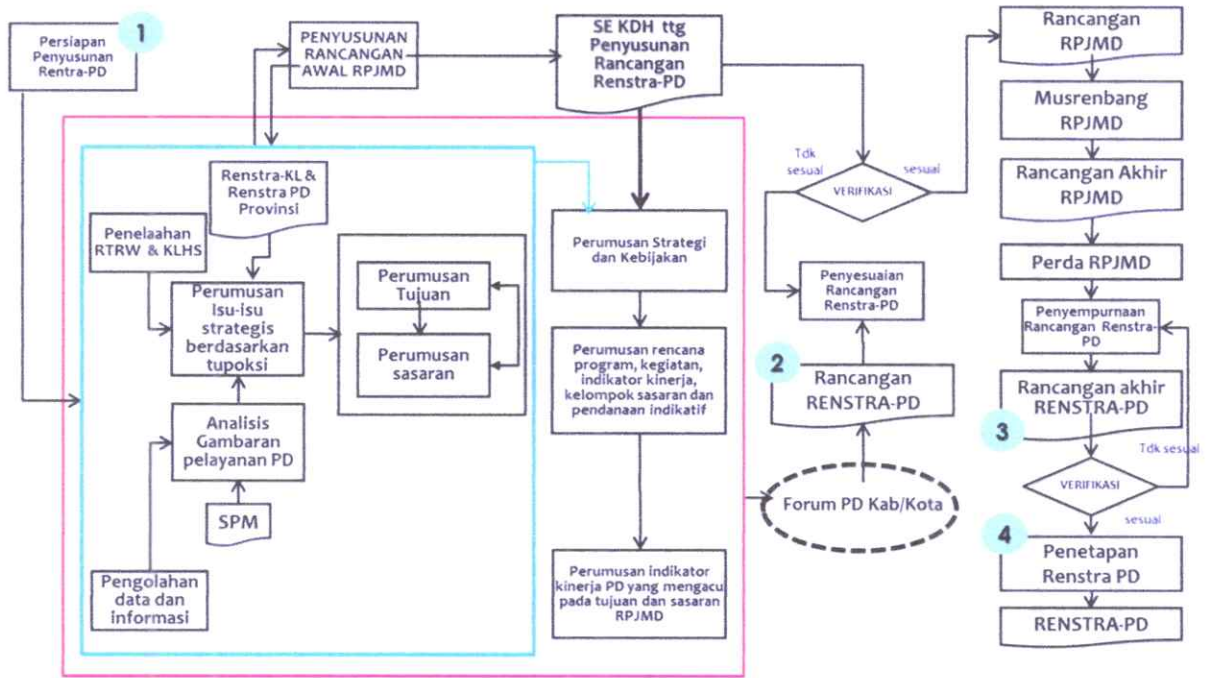 1
Persiapan
Penyusunan
Rentra-PD
PENYUSUNAN
RANCANGAN
AWAL RPJMD
SE KDH ttg
Penyusunan
Rancangan
Renstra-PD
Renstra-KL &
Renstra PD
Provinsi
Penelaahan
RTRW & KLHS
Perumusan
Isu-isu
strategis
berdasarkan
tupoksi
Analisis
Gambaran
pelayanan PD
SPM
Pengolahan
data dan
informasi
Perumusan
Tujuan
Perumusan
sasaran
Perumusan Strategi
dan Kebijakan
Perumusan rencana
program, kegiatan,
indikator kinerja,
kelompok sasaran dan
pendanaan indikatif
Perumusan indikator
kinerja PD yang mengacu
pada tujuan dan sasaran
RPJMD
Tdk
sesuai
sesuai
VERIFIKASI
Penyesuaian
Rancangan
Renstra-PD
2
Rancangan
RENSTRA-PD
Forum PD Kab/Kota
Rancangan
RPJMD
Musrenbang
RPJMD
Rancangan Akhir
RPJMD
Perda RPJMD
Penyempurnaan
Rancangan Renstra-
PD
Rancangan akhir
RENSTRA-PD
3
Tdk sesuai
VERIFIKASI
sesuai
4
Penetapan
Renstra PD
RENSTRA-PD